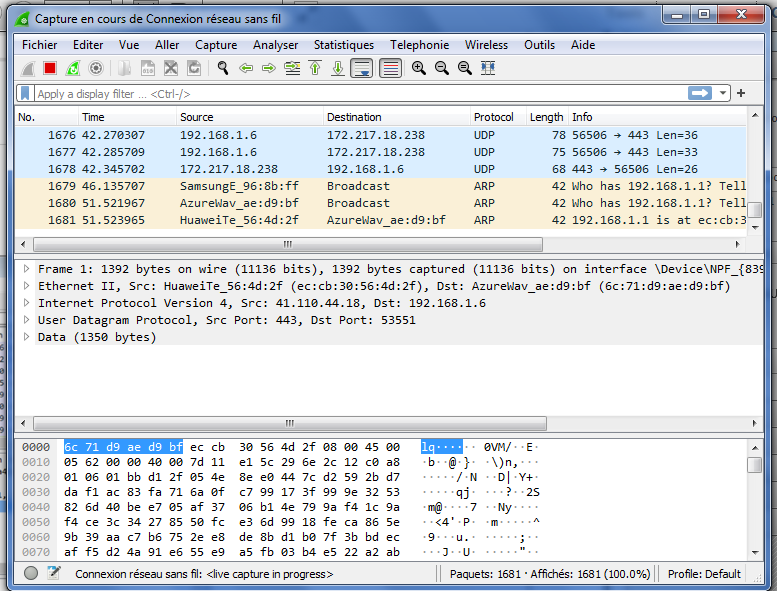 Capture en cours de Connexion réseau sans fil
Fichier Editer Vue Aller Capture Analyser Statistiques Telephonie Wireless Outils Aide
Apply a display filter ... <Ctrl-/>
No. Time Source Destination Protocol Length Info
1676 42.270307 192.168.1.6 172.217.18.238 UDP 78 56506 → 443 Len=36
1677 42.285709 192.168.1.6 172.217.18.238 UDP 75 56506 → 443 Len=33
1678 42.345702 172.217.18.238 192.168.1.6 UDP 68 443 → 56506 Len=26
1679 46.135707 SamsungE_96:8b:ff Broadcast ARP 42 Who has 192.168.1.1? Tell
1680 51.521967 AzureWav_ae:d9:bf Broadcast ARP 42 Who has 192.168.1.1? Tell
1681 51.523965 HuaweiTe_56:4d:2f AzureWav_ae:d9:bf ARP 42 192.168.1.1 is at ec:cb:3
Frame 1: 1392 bytes on wire (11136 bits), 1392 bytes captured (11136 bits) on interface \Device\NPF_{839
Ethernet II, Src: HuaweiTe_56:4d:2f (ec:cb:30:56:4d:2f), Dst: AzureWav_ae:d9:bf (6c:71:d9:ae:d9:bf)
Internet Protocol Version 4, Src: 41.110.44.18, Dst: 192.168.1.6
User Datagram Protocol, Src Port: 443, Dst Port: 53551
Data (1350 bytes)
0000 6c 71 d9 ae d9 bf ec cb 30 56 4d 2f 08 00 45 00 lq······ 0VM/··E·
0010 05 62 00 00 40 00 7d 11 e1 5c 29 6e 2c 12 c0 a8 ·b··@·}· ·\)n,···
0020 01 06 01 bb d1 2f 05 4e 8e e0 44 7c d2 59 2b d7 ·····/·N ··D|·Y+·
0030 da f1 ac 83 fa 71 6a 0f c7 99 17 3f 99 9e 32 53 ·····qj· ···?··2S
0040 82 6d 40 be e7 05 af 37 06 b1 4e 79 9a f4 1c 9a ·m@····7 ··Ny····
0050 f4 ce 3c 34 27 85 50 fc e3 6d 99 18 fe ca 86 5e ··<4'·P· ·m·····^
0060 9b 39 aa c7 b6 75 2e e8 de 8b d1 b0 7f 3b bd ec ·9···u.· ·····;··
0070 af f5 d2 4a 91 e6 55 e9 a5 fb 03 b4 e5 22 a2 ab ···J··U· ·····"··
Connexion réseau sans fil: <live capture in progress> Paquets: 1681 · Affichés: 1681 (100.0%) Profile: Default